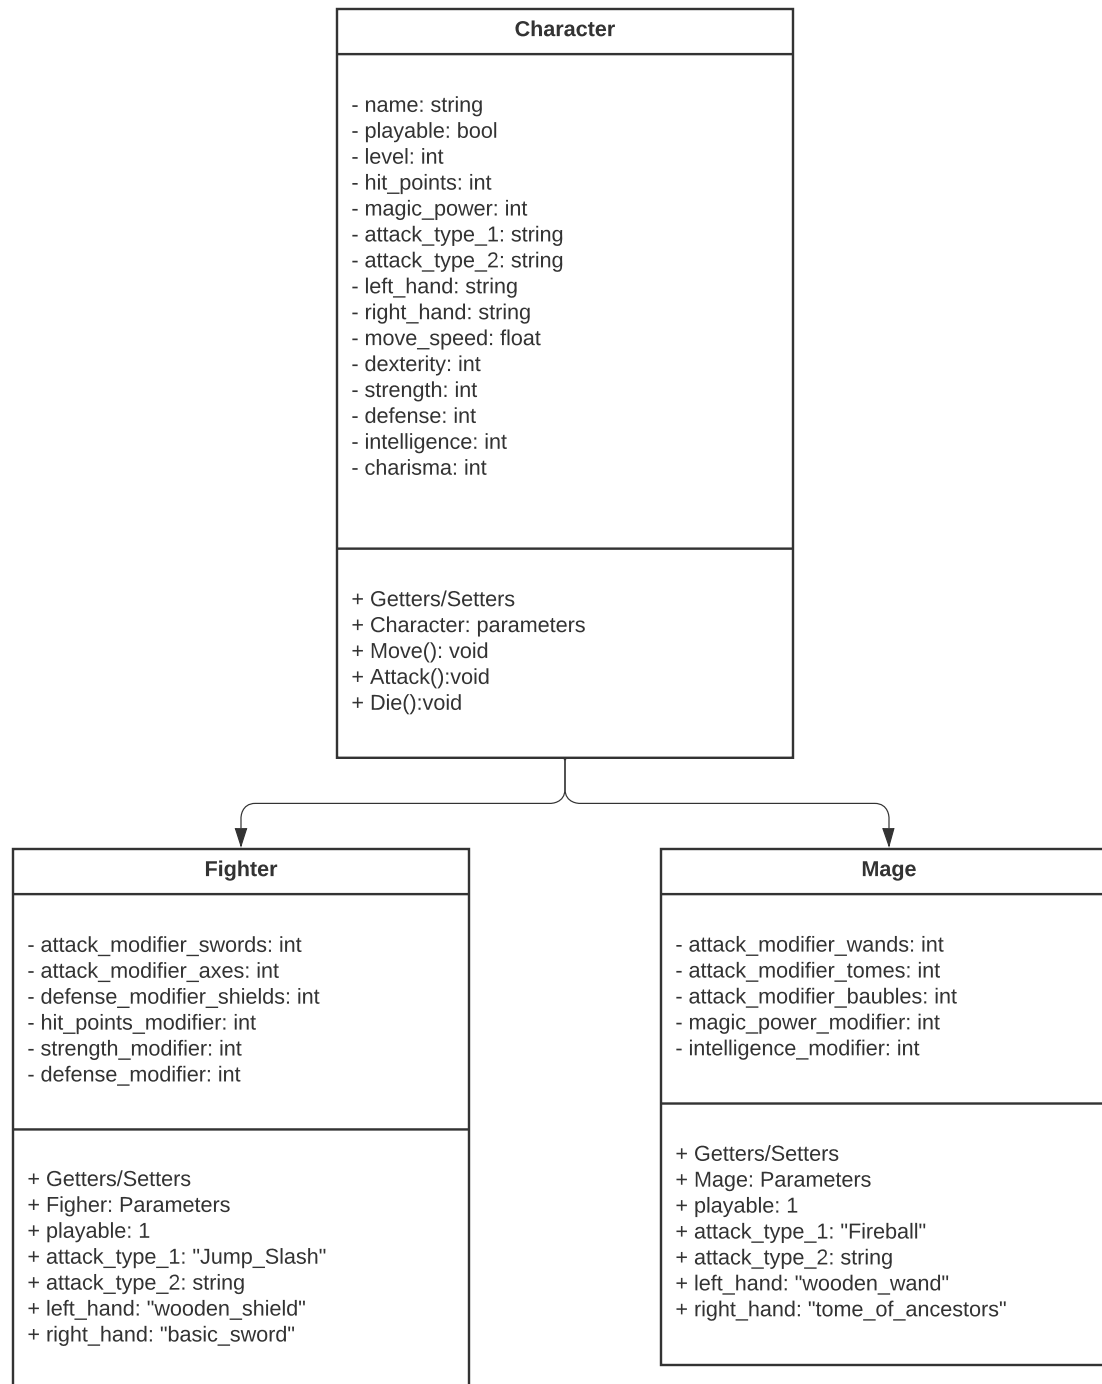 Character
- name: string
- playable: bool
- level: int
- hit_points: int
- magic_power: int
- attack_type_1: string
- attack_type_2: string
- left_hand: string
- right_hand: string
- move_speed: float
- dexterity: int
- strength: int
- defense: int
- intelligence: int
- charisma: int
+ Getters/Setters
+ Character: parameters
+ Move(): void
+ Attack():void
+ Die():void
Fighter
- attack_modifier_swords: int
- attack_modifier_axes: int
- defense_modifier_shields: int
- hit_points_modifier: int
- strength_modifier: int
- defense_modifier: int
+ Getters/Setters
+ Figher: Parameters
+ playable: 1
+ attack_type_1: "Jump_Slash"
+ attack_type_2: string
+ left_hand: "wooden_shield"
+ right_hand: "basic_sword"
Mage
- attack_modifier_wands: int
- attack_modifier_tomes: int
- attack_modifier_baubles: int
- magic_power_modifier: int
- intelligence_modifier: int
+ Getters/Setters
+ Mage: Parameters
+ playable: 1
+ attack_type_1: "Fireball"
+ attack_type_2: string
+ left_hand: "wooden_wand"
+ right_hand: "tome_of_ancestors"